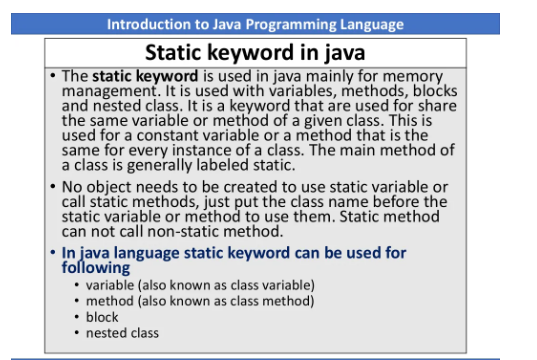 Introduction to Java Programming Language
Static keyword in java
• The static keyword is used in java mainly for memory
management. It is used with variables, methods, blocks
and nested class. It is a keyword that are used for share
the same variable or method of a given class. This is
used for a constant variable or a method that is the
same for every instance of a class. The main method of
a class is generally labeled static.
• No object needs to be created to use static variable or
call static methods, just put the class name before the
static variable or method to use them. Static method
can not call non-static method.
• In java language static keyword can be used for
following
• variable (also known as class variable)
• method (also known as class method)
• block
• nested class